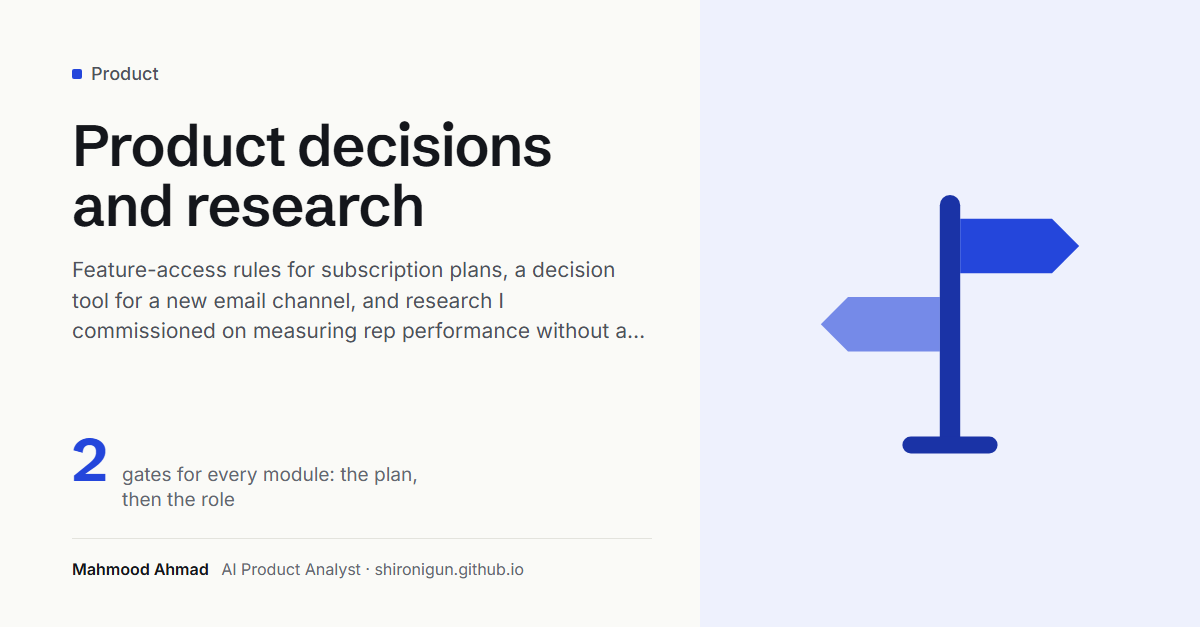 Product
Product decisions
and research
Feature-access rules for subscription plans, a decision
tool for a new email channel, and research I
commissioned on measuring rep performance without a...
2
gates for every module: the plan,
then the role
Mahmood Ahmad AI Product Analyst · shironigun.github.io